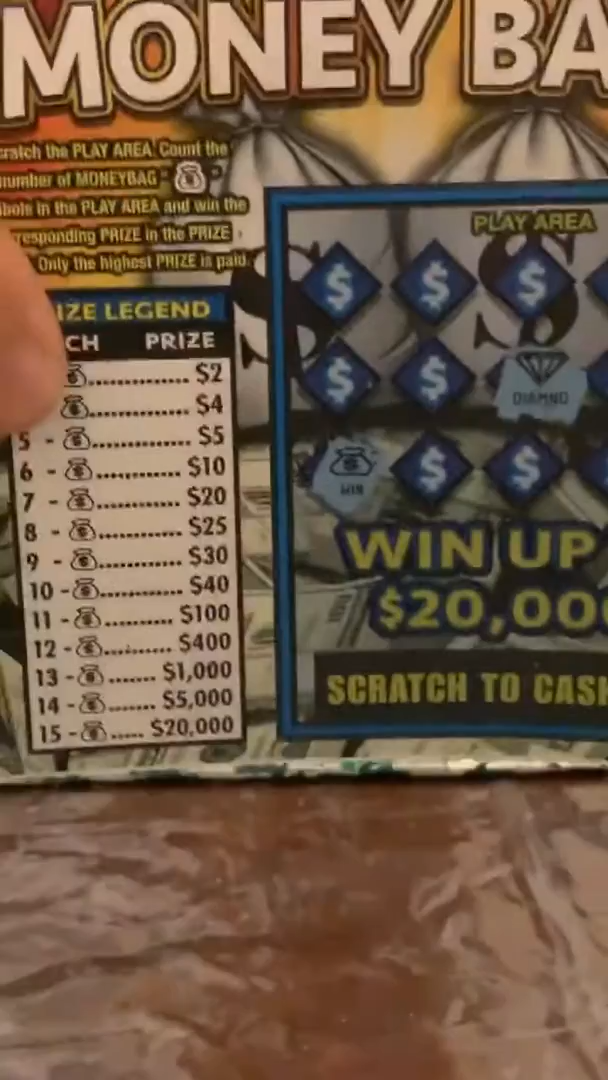 MONEY BA
ratch the PLAY AREA. Count the
number of MONEYBAG
bols in the PLAY AREA and win the
responding PRIZE in the PRIZE
Only the highest PRIZE is paid.
IZE LEGEND
CH PRIZE
$2
$4
5 - $5
6 - $10
7 - $20
8 - $25
9 - $30
10 - $40
11 - $100
12 - $400
13 - $1,000
14 - $5,000
15 - $20,000
PLAY AREA
$ $ $
$ $ DIAMND
WIN $ $
WIN UP
$20,00
SCRATCH TO CASH